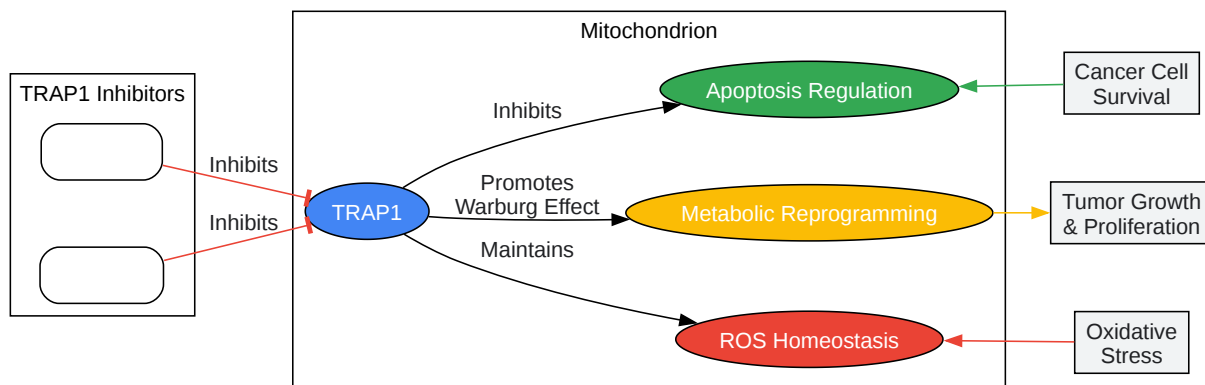 Mitochondrion
TRAP1 Inhibitors
Inhibits
Inhibits
TRAP1
Inhibits
Promotes
Warburg Effect
Maintains
Apoptosis Regulation
Metabolic Reprogramming
ROS Homeostasis
Cancer Cell
Survival
Tumor Growth
& Proliferation
Oxidative
Stress